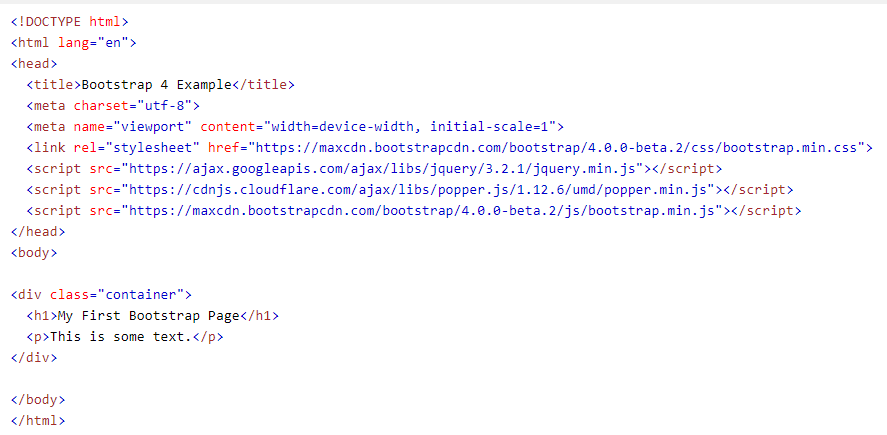 <!DOCTYPE html>
<html lang="en">
<head>
  <title>Bootstrap 4 Example</title>
  <meta charset="utf-8">
  <meta name="viewport" content="width=device-width, initial-scale=1">
  <link rel="stylesheet" href="https://maxcdn.bootstrapcdn.com/bootstrap/4.0.0-beta.2/css/bootstrap.min.css">
  <script src="https://ajax.googleapis.com/ajax/libs/jquery/3.2.1/jquery.min.js"></script>
  <script src="https://cdnjs.cloudflare.com/ajax/libs/popper.js/1.12.6/umd/popper.min.js"></script>
  <script src="https://maxcdn.bootstrapcdn.com/bootstrap/4.0.0-beta.2/js/bootstrap.min.js"></script>
</head>
<body>

<div class="container">
  <h1>My First Bootstrap Page</h1>
  <p>This is some text.</p>
</div>

</body>
</html>